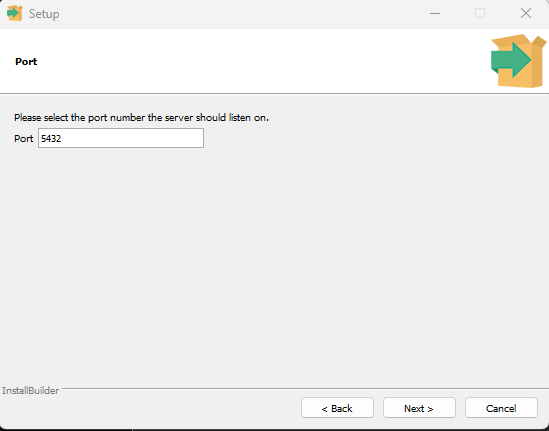 Setup
Port
Please select the port number the server should listen on.
Port 5432
InstallBuilder
< Back Next > Cancel